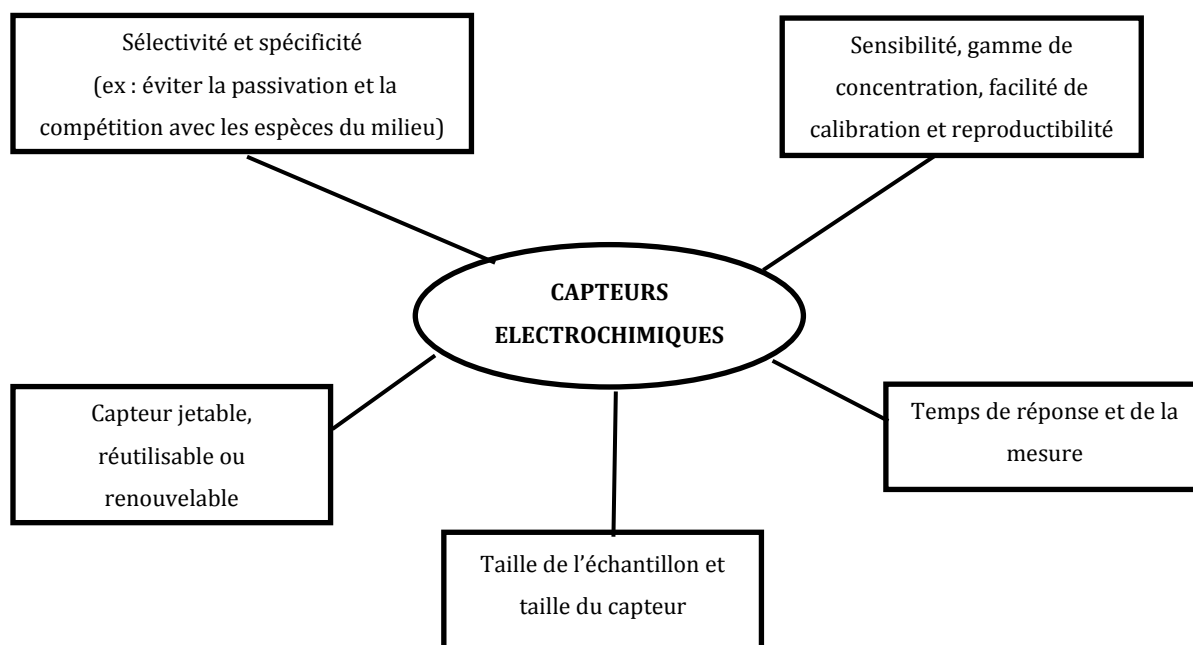 Sélectivité et spécificité
(ex : éviter la passivation et la
compétition avec les espèces du milieu)
Sensibilité, gamme de
concentration, facilité de
calibration et reproductibilité
CAPTEURS
ELECTROCHIMIQUES
Capteur jetable,
réutilisable ou
renouvelable
Temps de réponse et de la
mesure
Taille de l’échantillon et
taille du capteur